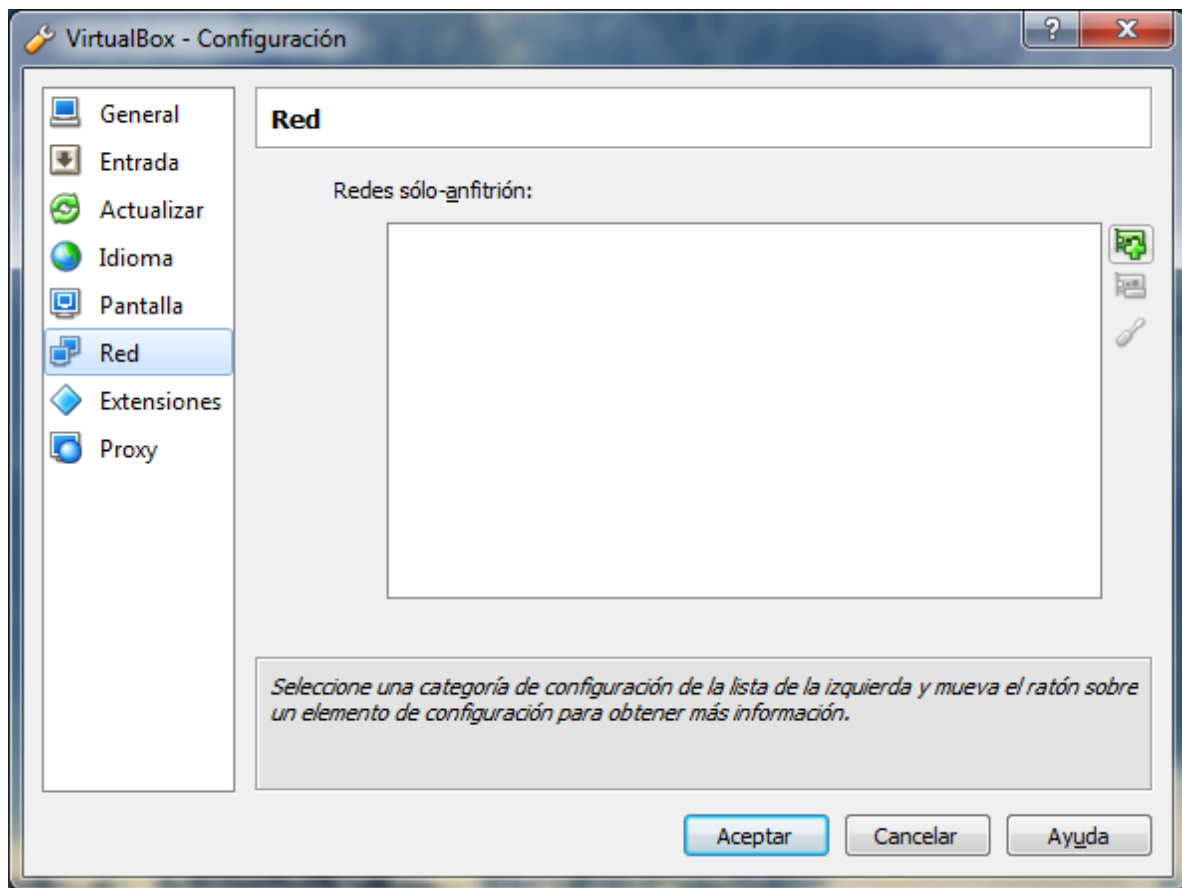 VirtualBox - Configuración
General
Entrada
Actualizar
Idioma
Pantalla
Red
Extensiones
Proxy
Red
Redes sólo-anfitrión:
Seleccione una categoría de configuración de la lista de la izquierda y mueva el ratón sobre
un elemento de configuración para obtener más información.
Aceptar
Cancelar
Ayuda